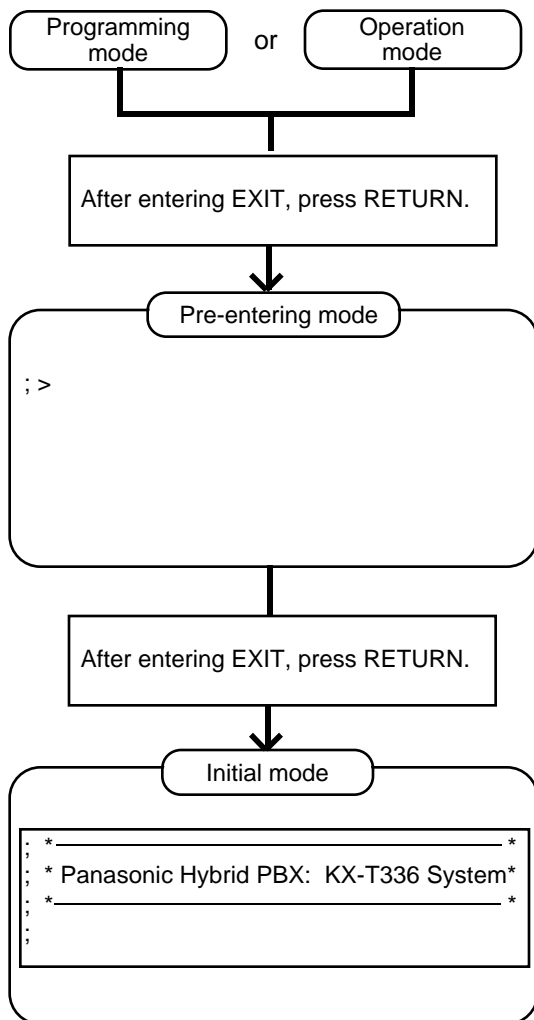 Programming
mode
or
Operation
mode
After entering EXIT, press RETURN.
Pre-entering mode
; >
After entering EXIT, press RETURN.
Initial mode
; * *
; * Panasonic Hybrid PBX: KX-T336 System*
; * *
;